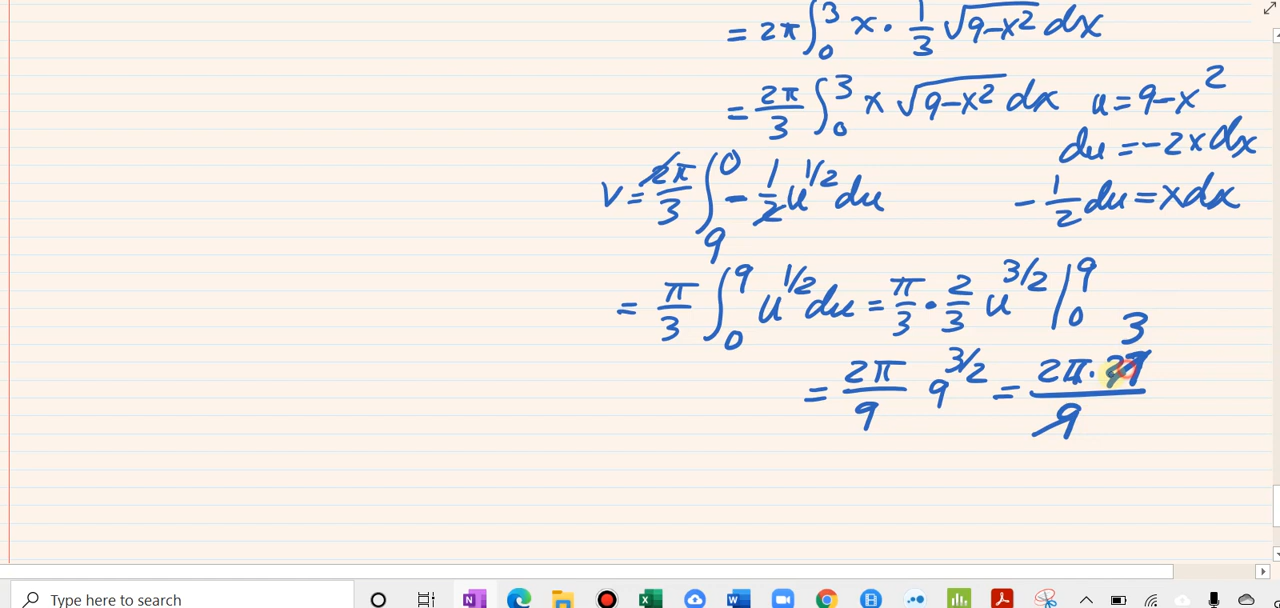 = 2π ∫₀³ x · 1/3 √(9-x²) dx
= 2π/3 ∫₀³ x √(9-x²) dx u = 9-x²
du = -2x dx
V = 2π/3 ∫₉⁰ -1/2 u^1/2 du -1/2 du = x dx
= π/3 ∫₀⁹ u^1/2 du = π/3 · 2/3 u^3/2 |₀⁹
3
= 2π/9 9^3/2 = 2π·27/9
Type here to search